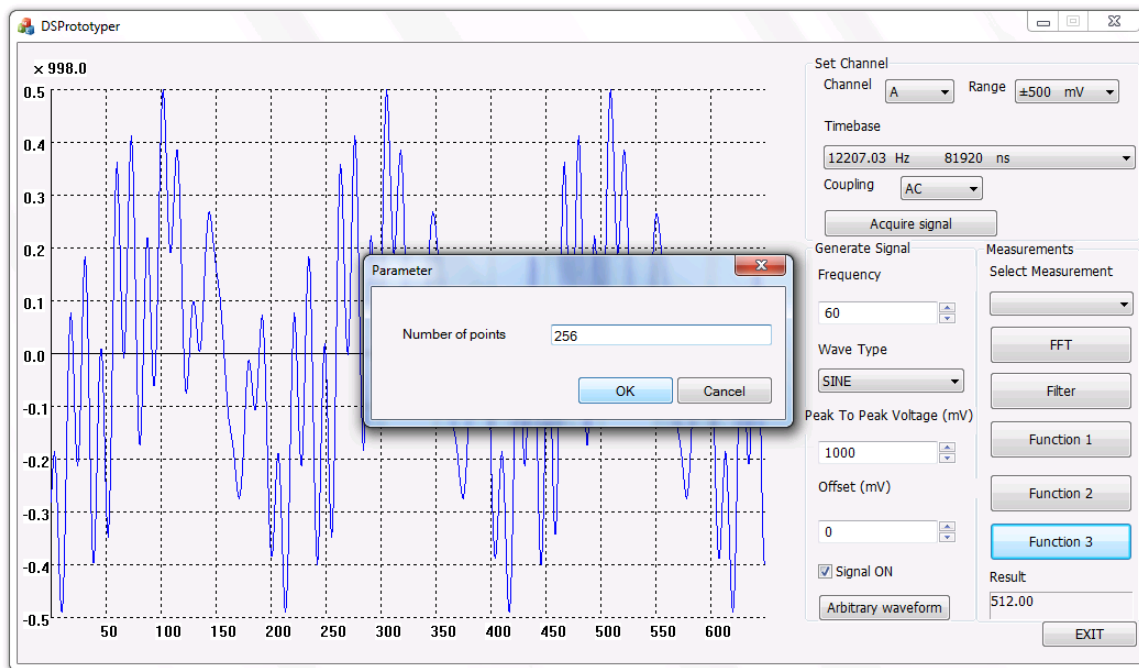 DSPrototyper
× 998.0
0.5
0.4
0.3
0.2
0.1
0.0
-0.1
-0.2
-0.3
-0.4
-0.5
50 100 150 200 250 300 350 400 450 500 550 600
Parameter
Number of points 256
OK Cancel
Set Channel
Channel A Range ±500 mV
Timebase
12207.03 Hz 81920 ns
Coupling AC
Acquire signal
Generate Signal
Frequency
60
Wave Type
SINE
Peak To Peak Voltage (mV)
1000
Offset (mV)
0
Signal ON
Arbitrary waveform
Measurements
Select Measurement
FFT
Filter
Function 1
Function 2
Function 3
Result
512.00
EXIT